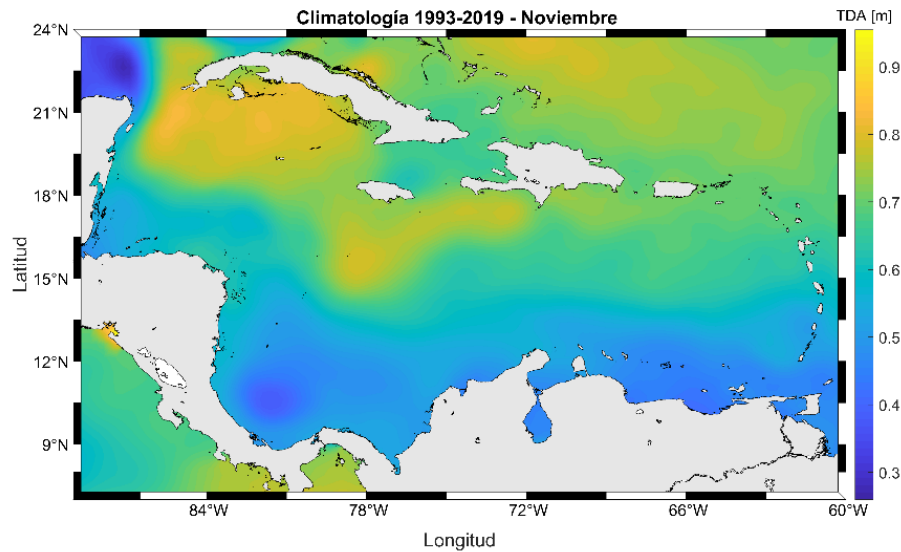 Climatología 1993-2019 - Noviembre
TDA [m]
24°N
21°N
18°N
15°N
12°N
9°N
Latitud
84°W
78°W
72°W
66°W
60°W
Longitud
0.9
0.8
0.7
0.6
0.5
0.4
0.3